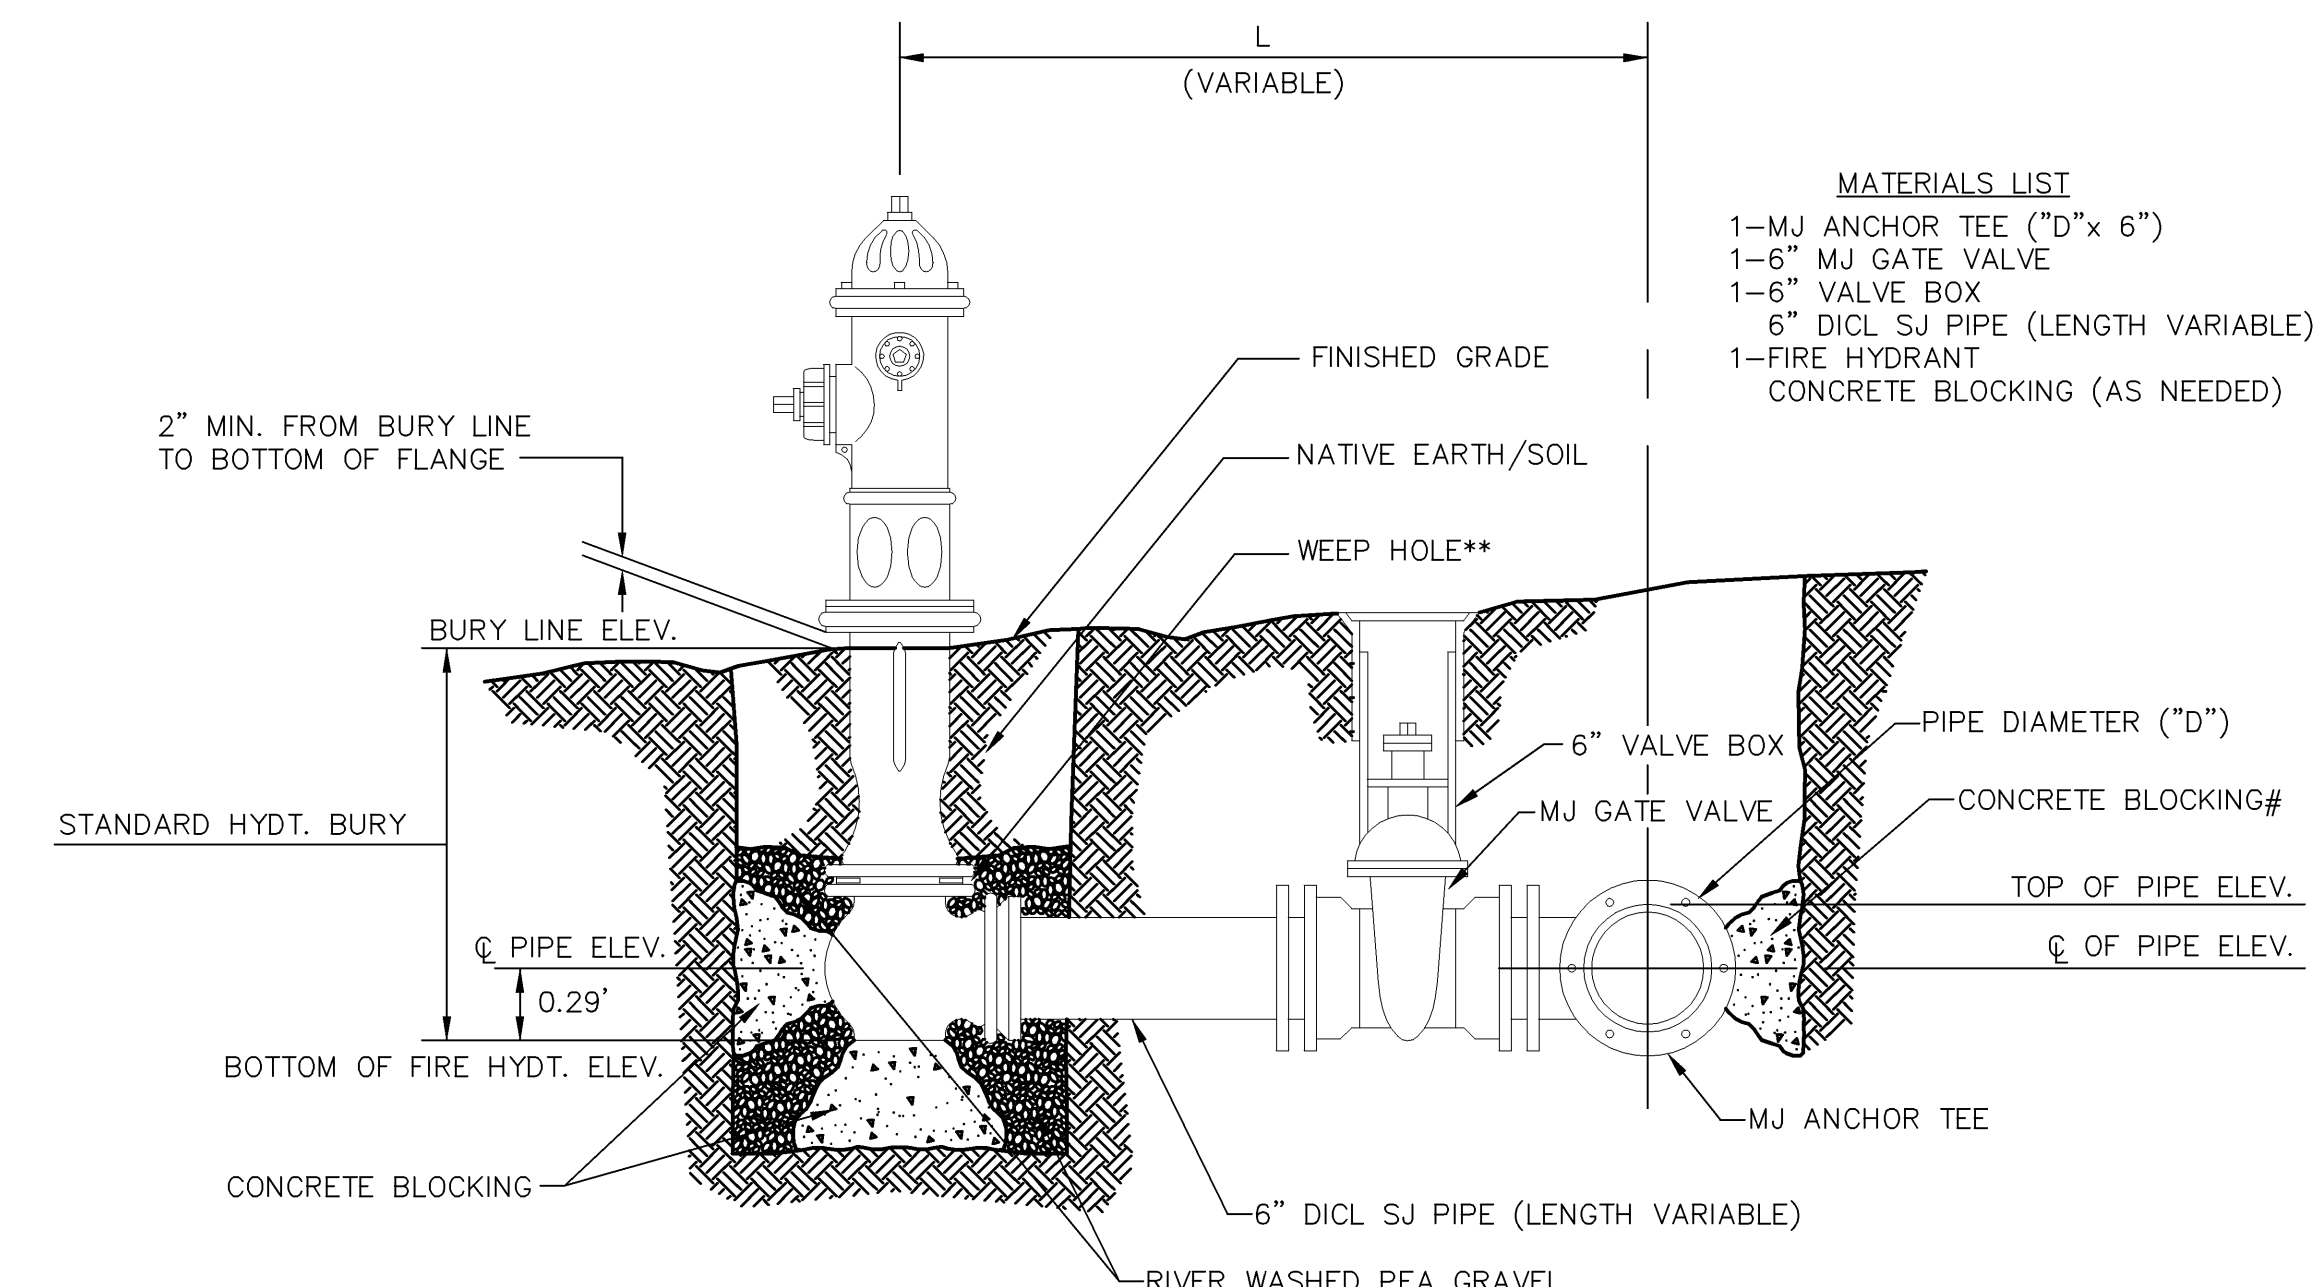 L
(VARIABLE)
MATERIALS LIST
1-MJ ANCHOR TEE ("D"x 6")
1-6" MJ GATE VALVE
1-6" VALVE BOX
6" DICL SJ PIPE (LENGTH VARIABLE)
1-FIRE HYDRANT
CONCRETE BLOCKING (AS NEEDED)
FINISHED GRADE
2" MIN. FROM BURY LINE
TO BOTTOM OF FLANGE
NATIVE EARTH/SOIL
WEEP HOLE**
BURY LINE ELEV.
PIPE DIAMETER ("D")
6" VALVE BOX
CONCRETE BLOCKING#
MJ GATE VALVE
STANDARD HYDT. BURY
TOP OF PIPE ELEV.
℄ PIPE ELEV.
℄ OF PIPE ELEV.
0.29'
BOTTOM OF FIRE HYDT. ELEV.
MJ ANCHOR TEE
CONCRETE BLOCKING
6" DICL SJ PIPE (LENGTH VARIABLE)
RIVER WASHED PEA GRAVEL